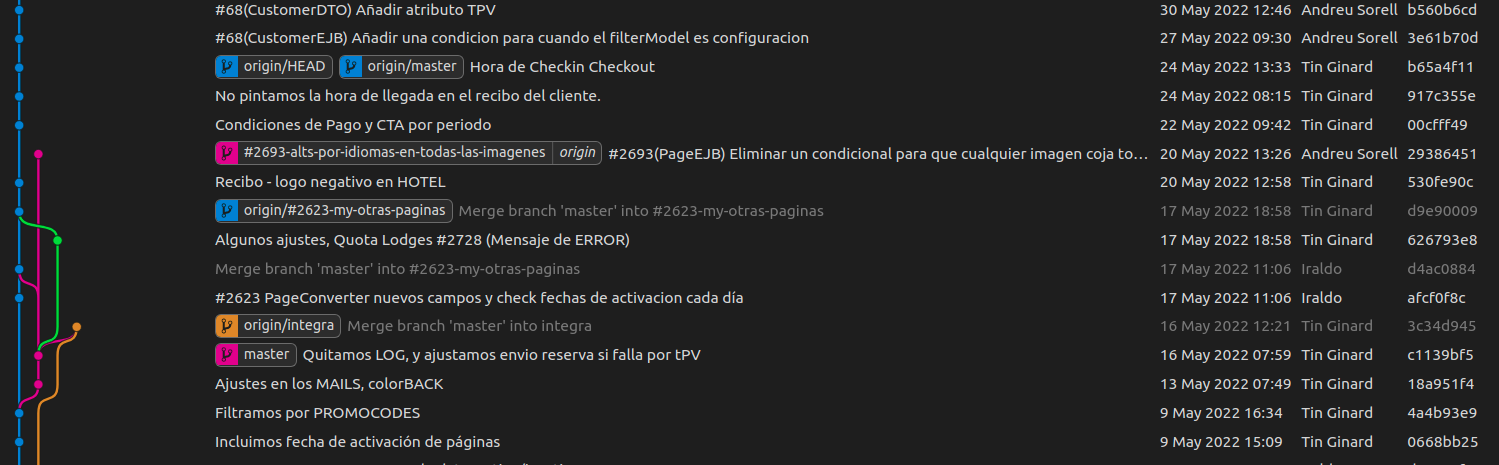 #68(CustomerDTO) Añadir atributo TPV 30 May 2022 12:46 Andreu Sorell b560b6cd
#68(CustomerEJB) Añadir una condicion para cuando el filterModel es configuracion 27 May 2022 09:30 Andreu Sorell 3e61b70d
origin/HEAD origin/master Hora de Checkin Checkout 24 May 2022 13:33 Tin Ginard b65a4f11
No pintamos la hora de llegada en el recibo del cliente. 24 May 2022 08:15 Tin Ginard 917c355e
Condiciones de Pago y CTA por periodo 22 May 2022 09:42 Tin Ginard 00cfff49
#2693-alts-por-idiomas-en-todas-las-imagenes origin #2693(PageEJB) Eliminar un condicional para que cualquier imagen coja to… 20 May 2022 13:26 Andreu Sorell 29386451
Recibo - logo negativo en HOTEL 20 May 2022 12:58 Tin Ginard 530fe90c
origin/#2623-my-otras-paginas Merge branch 'master' into #2623-my-otras-paginas 17 May 2022 18:58 Tin Ginard d9e90009
Algunos ajustes, Quota Lodges #2728 (Mensaje de ERROR) 17 May 2022 18:58 Tin Ginard 626793e8
Merge branch 'master' into #2623-my-otras-paginas 17 May 2022 11:06 Iraldo d4ac0884
#2623 PageConverter nuevos campos y check fechas de activacion cada día 17 May 2022 11:06 Iraldo afcf0f8c
origin/integra Merge branch 'master' into integra 16 May 2022 12:21 Tin Ginard 3c34d945
master Quitamos LOG, y ajustamos envio reserva si falla por tPV 16 May 2022 07:59 Tin Ginard c1139bf5
Ajustes en los MAILS, colorBACK 13 May 2022 07:49 Tin Ginard 18a951f4
Filtramos por PROMOCODES 9 May 2022 16:34 Tin Ginard 4a4b93e9
Incluimos fecha de activación de páginas 9 May 2022 15:09 Tin Ginard 0668bb25